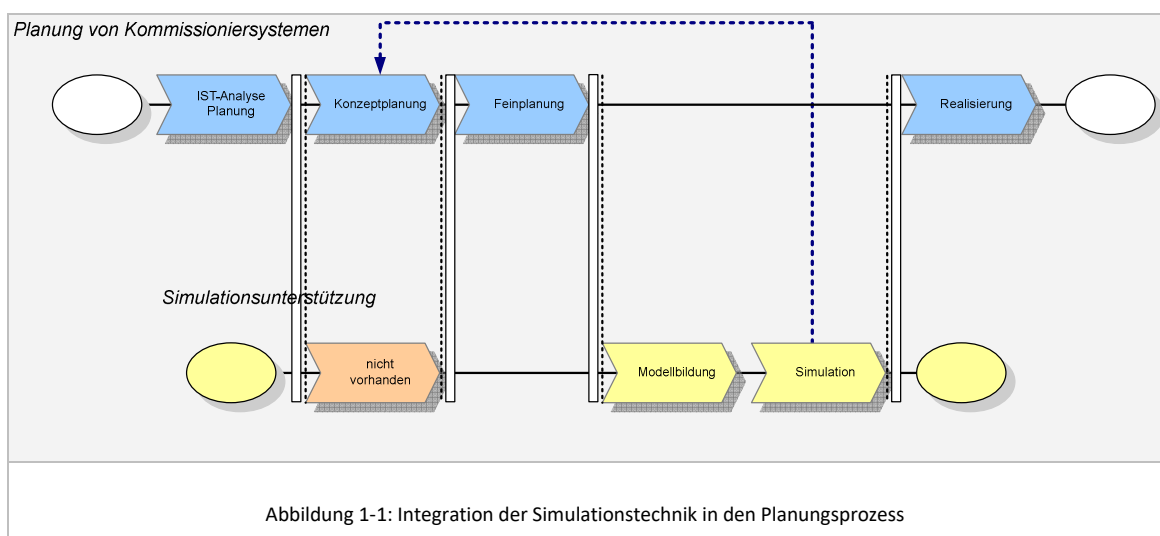 Planung von Kommissioniersystemen
IST-Analyse
Planung
Konzeptplanung
Feinplanung
Realisierung
Simulationsunterstützung
nicht
vorhanden
Modellbildung
Simulation
Abbildung 1-1: Integration der Simulationstechnik in den Planungsprozess